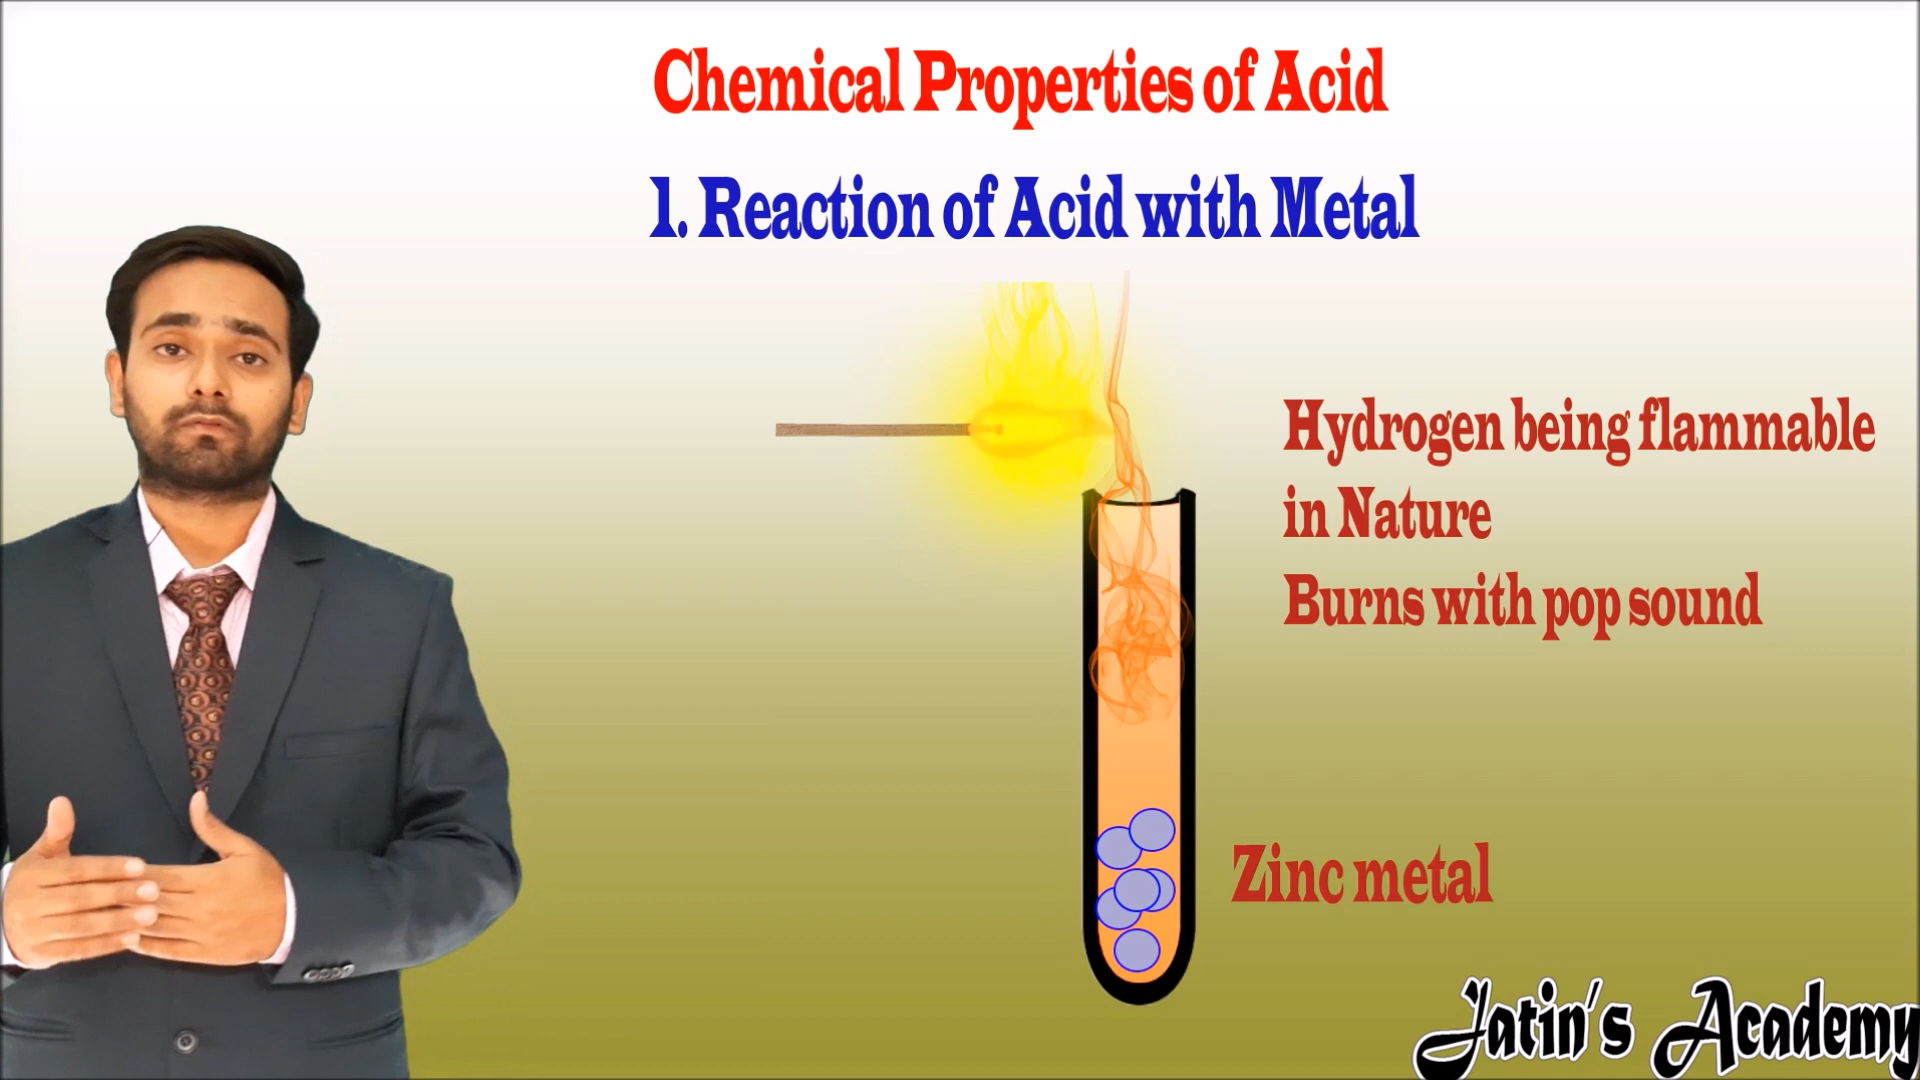 Chemical Properties of Acid
1. Reaction of Acid with Metal
Hydrogen being flammable
in Nature
Burns with pop sound
Zinc metal
Jatin's Academy